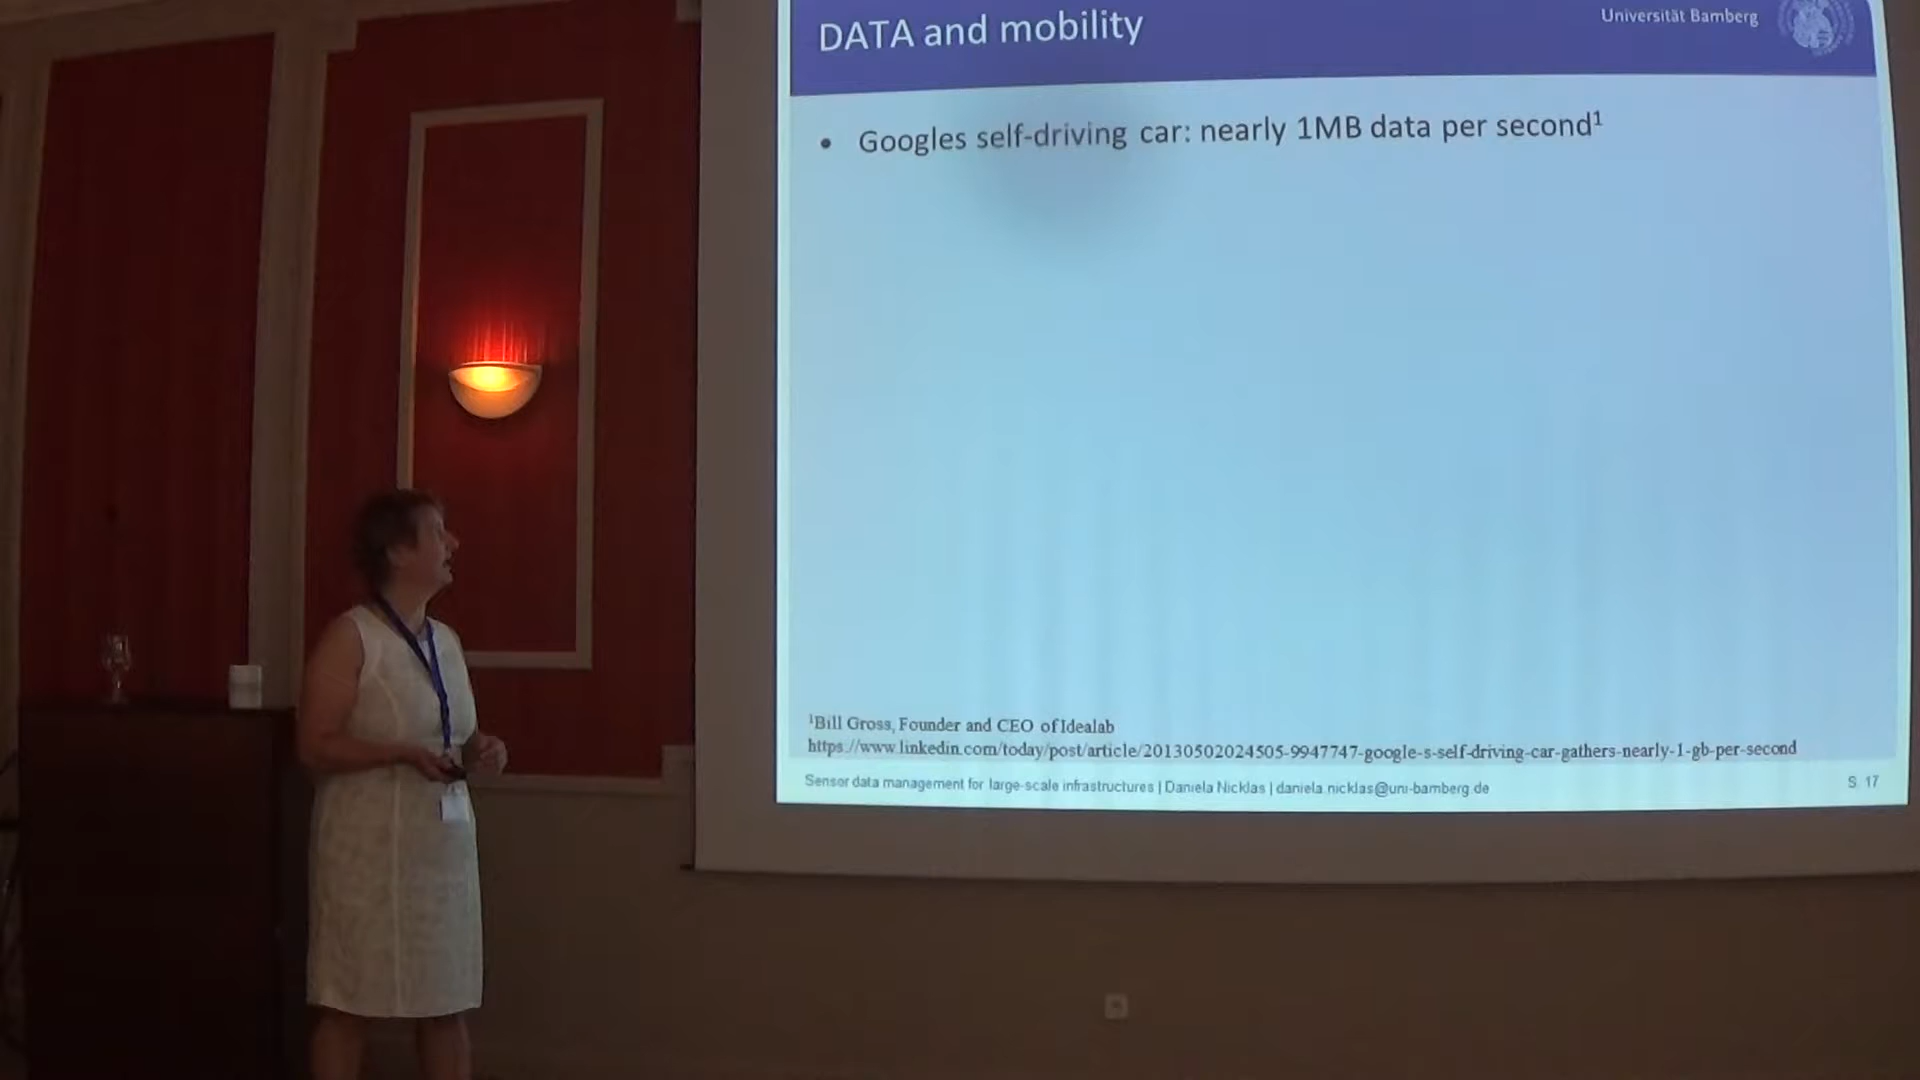 DATA and mobility
Universität Bamberg
• Googles self-driving car: nearly 1MB data per second¹
¹Bill Gross, Founder and CEO of Idealab
https://www.linkedin.com/today/post/article/20130502024505-9947747-google-s-self-driving-car-gathers-nearly-1-gb-per-second
Sensor data management for large-scale infrastructures | Daniela Nicklas | daniela.nicklas@uni-bamberg.de
S. 17